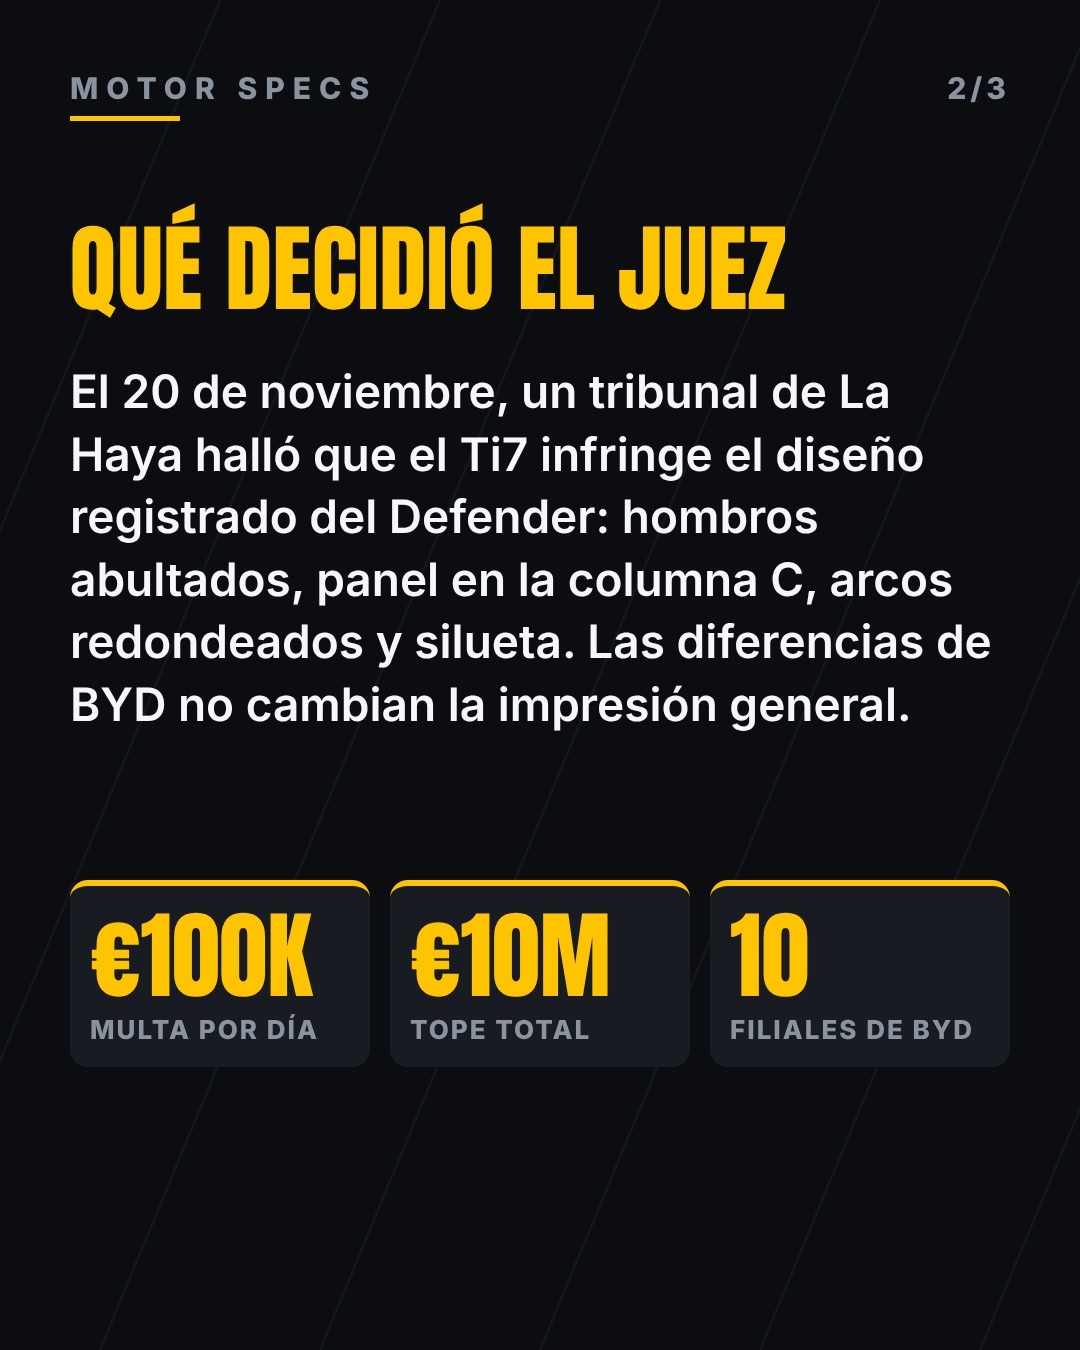 MOTOR SPECS
2/3
QUÉ DECIDIÓ EL JUEZ
El 20 de noviembre, un tribunal de La
Haya halló que el Ti7 infringe el diseño
registrado del Defender: hombros
abultados, panel en la columna C, arcos
redondeados y silueta. Las diferencias de
BYD no cambian la impresión general.
€100K
MULTA POR DÍA
€10M
TOPE TOTAL
10
FILIALES DE BYD